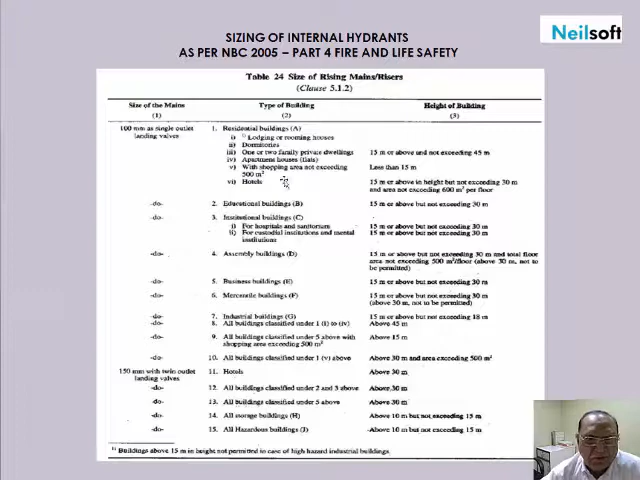 SIZING OF INTERNAL HYDRANTS
AS PER NBC 2005 – PART 4 FIRE AND LIFE SAFETY
Neilsoft
Table 24 Size of Rising Mains/Risers
(Clause 5.1.2)
Size of the Mains Type of Building Height of Building
(1) (2) (3)
100 mm as single outlet landing valves 1. Residential buildings (A)
i) 1) Lodging or rooming houses
ii) Dormitories
iii) One or two family private dwellings 15 m or above and not exceeding 45 m
iv) Apartment houses (flats)
v) With shopping area not exceeding 500 m² Less than 15 m
vi) Hotels 15 m or above in height but not exceeding 30 m and area not exceeding 600 m² per floor
-do- 2. Educational buildings (B) 15 m or above but not exceeding 30 m
-do- 3. Institutional buildings (C)
i) For hospitals and sanitorium 15 m or above but not exceeding 30 m
ii) For custodial institutions and mental institutions 15 m or above but not exceeding 30 m
-do- 4. Assembly buildings (D) 15 m or above but not exceeding 30 m and total floor area not exceeding 500 m²/floor (above 30 m, not to be permitted)
-do- 5. Business buildings (E) 15 m or above but not exceeding 30 m
-do- 6. Mercantile buildings (F) 15 m or above but not exceeding 30 m (above 30 m, not to be permitted)
-do- 7. Industrial buildings (G) 15 m or above but not exceeding 18 m
-do- 8. All buildings classified under 1 (i) to (iv) Above 45 m
-do- 9. All buildings classified under 5 above with shopping area exceeding 500 m² Above 15 m
-do- 10. All buildings classified under 1 (v) above Above 30 m and area exceeding 500 m²
150 mm with twin outlet landing valves 11. Hotels Above 30 m
-do- 12. All buildings classified under 2 and 3 above Above 30 m
-do- 13. All buildings classified under 5 above Above 30 m
-do- 14. All storage buildings (H) Above 10 m but not exceeding 15 m
-do- 15. All Hazardous buildings (J) Above 10 m but not exceeding 15 m
1) Buildings above 15 m in height not permitted in case of high hazard industrial buildings.